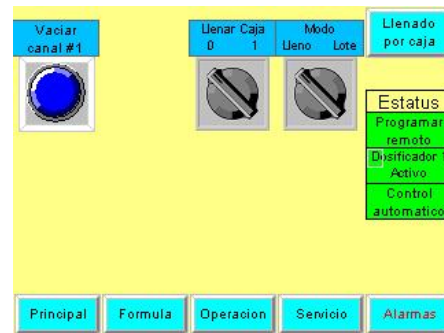 Vaciar
canal #1
Llenar Caja
0 1
Modo
Lleno Lote
Llenado
por caja
Estatus
Programar
remoto
Dosificador 1
Activo
Control
automatico
Principal
Formula
Operacion
Servicio
Alarmas